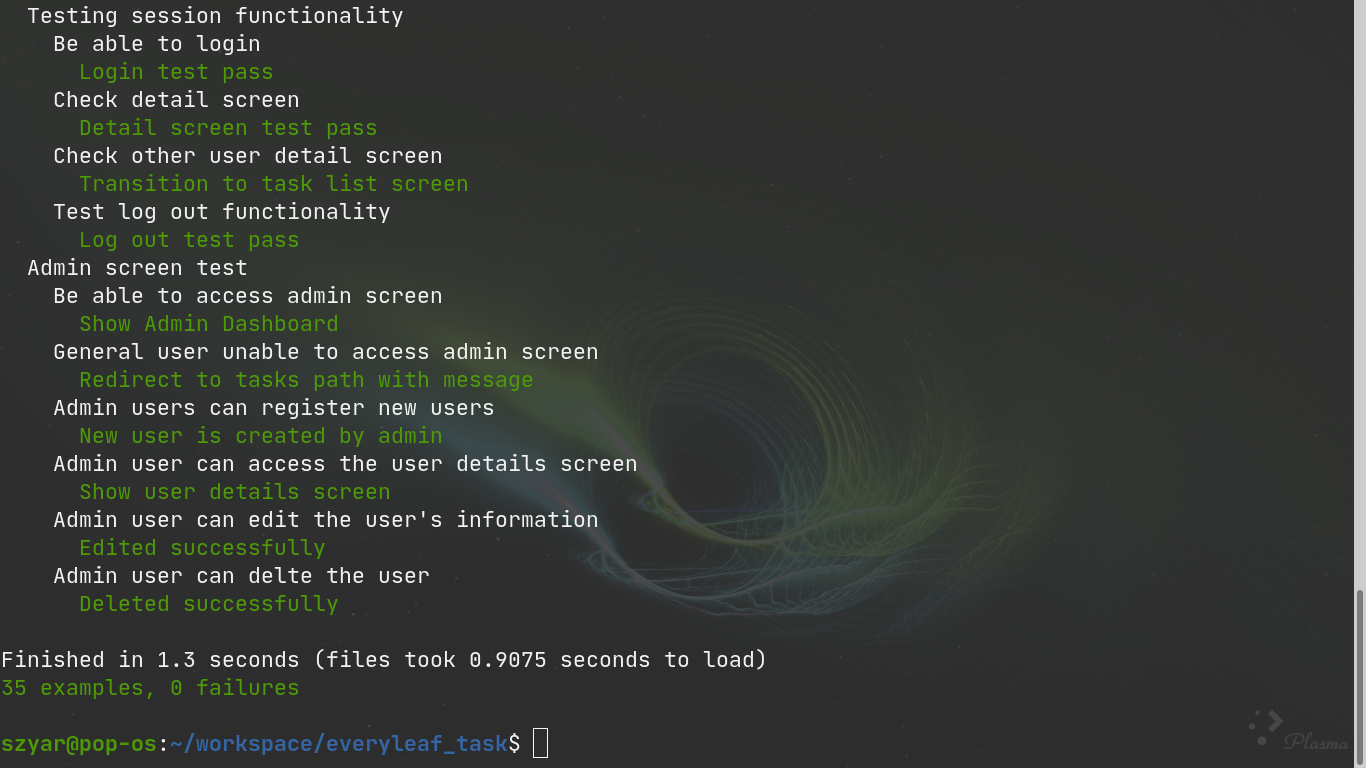 Testing session functionality
Be able to login
Login test pass
Check detail screen
Detail screen test pass
Check other user detail screen
Transition to task list screen
Test log out functionality
Log out test pass
Admin screen test
Be able to access admin screen
Show Admin Dashboard
General user unable to access admin screen
Redirect to tasks path with message
Admin users can register new users
New user is created by admin
Admin user can access the user details screen
Show user details screen
Admin user can edit the user's information
Edited successfully
Admin user can delte the user
Deleted successfully
Finished in 1.3 seconds (files took 0.9075 seconds to load)
35 examples, 0 failures
szyar@pop-os:~/workspace/everyleaf_task$
Plasma